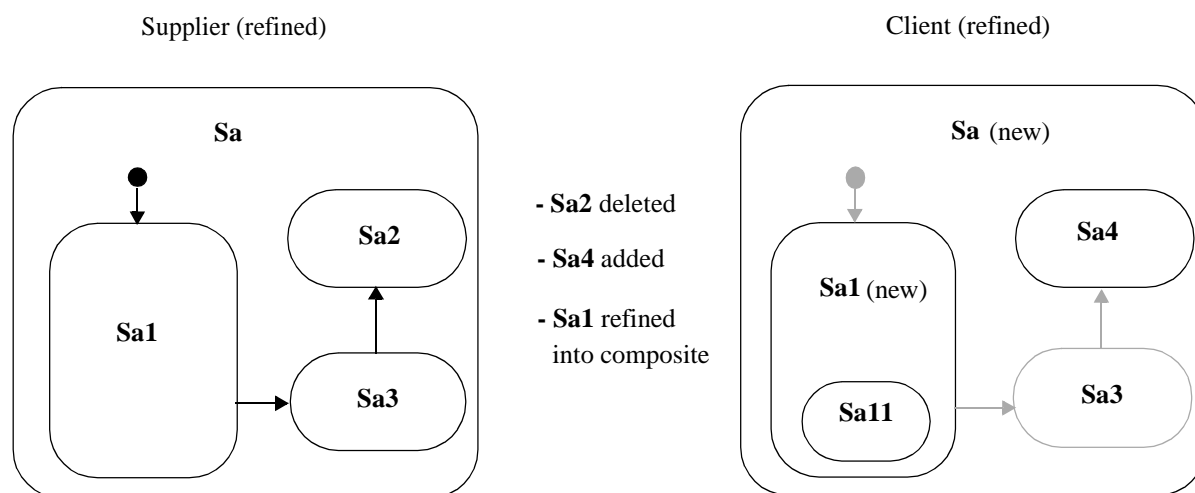 Supplier (refined)
Client (refined)
Sa
Sa2
Sa1
Sa3
- Sa2 deleted
- Sa4 added
- Sa1 refined
into composite
Sa (new)
Sa4
Sa1 (new)
Sa11
Sa3